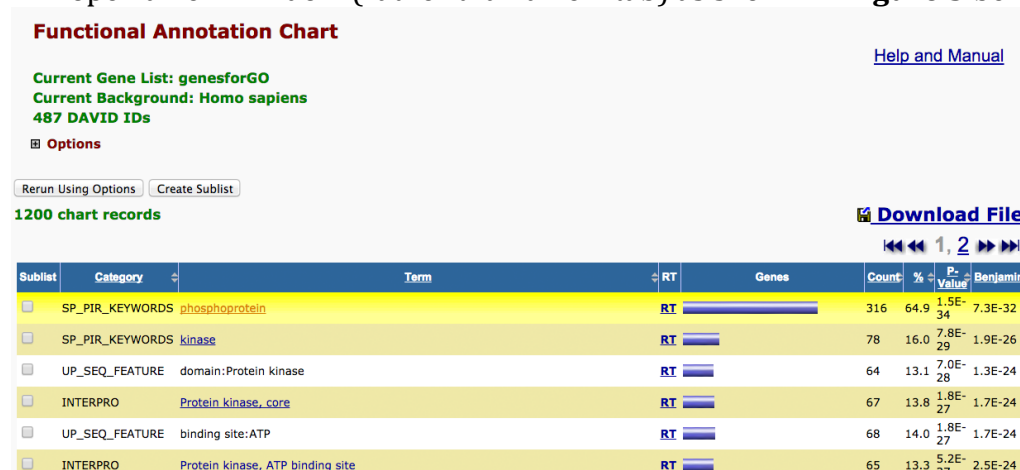 Functional Annotation Chart
Help and Manual
Current Gene List: genesforGO
Current Background: Homo sapiens
487 DAVID IDs
Options
Rerun Using Options Create Sublist
1200 chart records Download File
1, 2
Sublist Category Term RT Genes Count % P-Value Benjamin
SP_PIR_KEYWORDS phosphoprotein RT 316 64.9 1.5E-34 7.3E-32
SP_PIR_KEYWORDS kinase RT 78 16.0 7.8E-29 1.9E-26
UP_SEQ_FEATURE domain:Protein kinase RT 64 13.1 7.0E-28 1.3E-24
INTERPRO Protein kinase, core RT 67 13.8 1.8E-27 1.7E-24
UP_SEQ_FEATURE binding site:ATP RT 68 14.0 1.8E-27 1.7E-24
INTERPRO Protein kinase, ATP binding site RT 65 13.3 5.2E- 2.5E-24